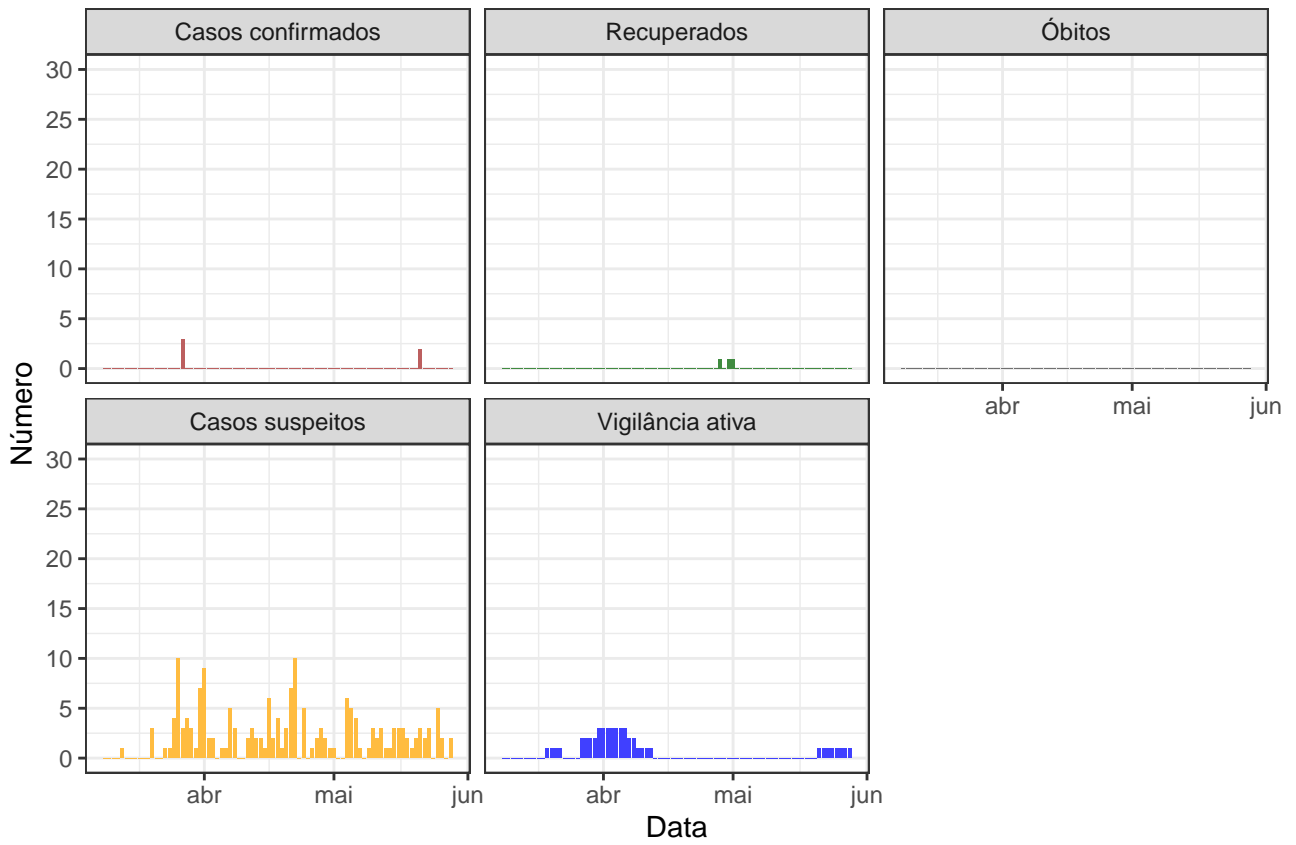 Casos confirmados
Recuperados
Óbitos
30
25
20
15
10
5
0
abr mai jun
Casos suspeitos
Vigilância ativa
30
25
20
15
10
5
0
abr mai jun
abr mai jun
Número
Data